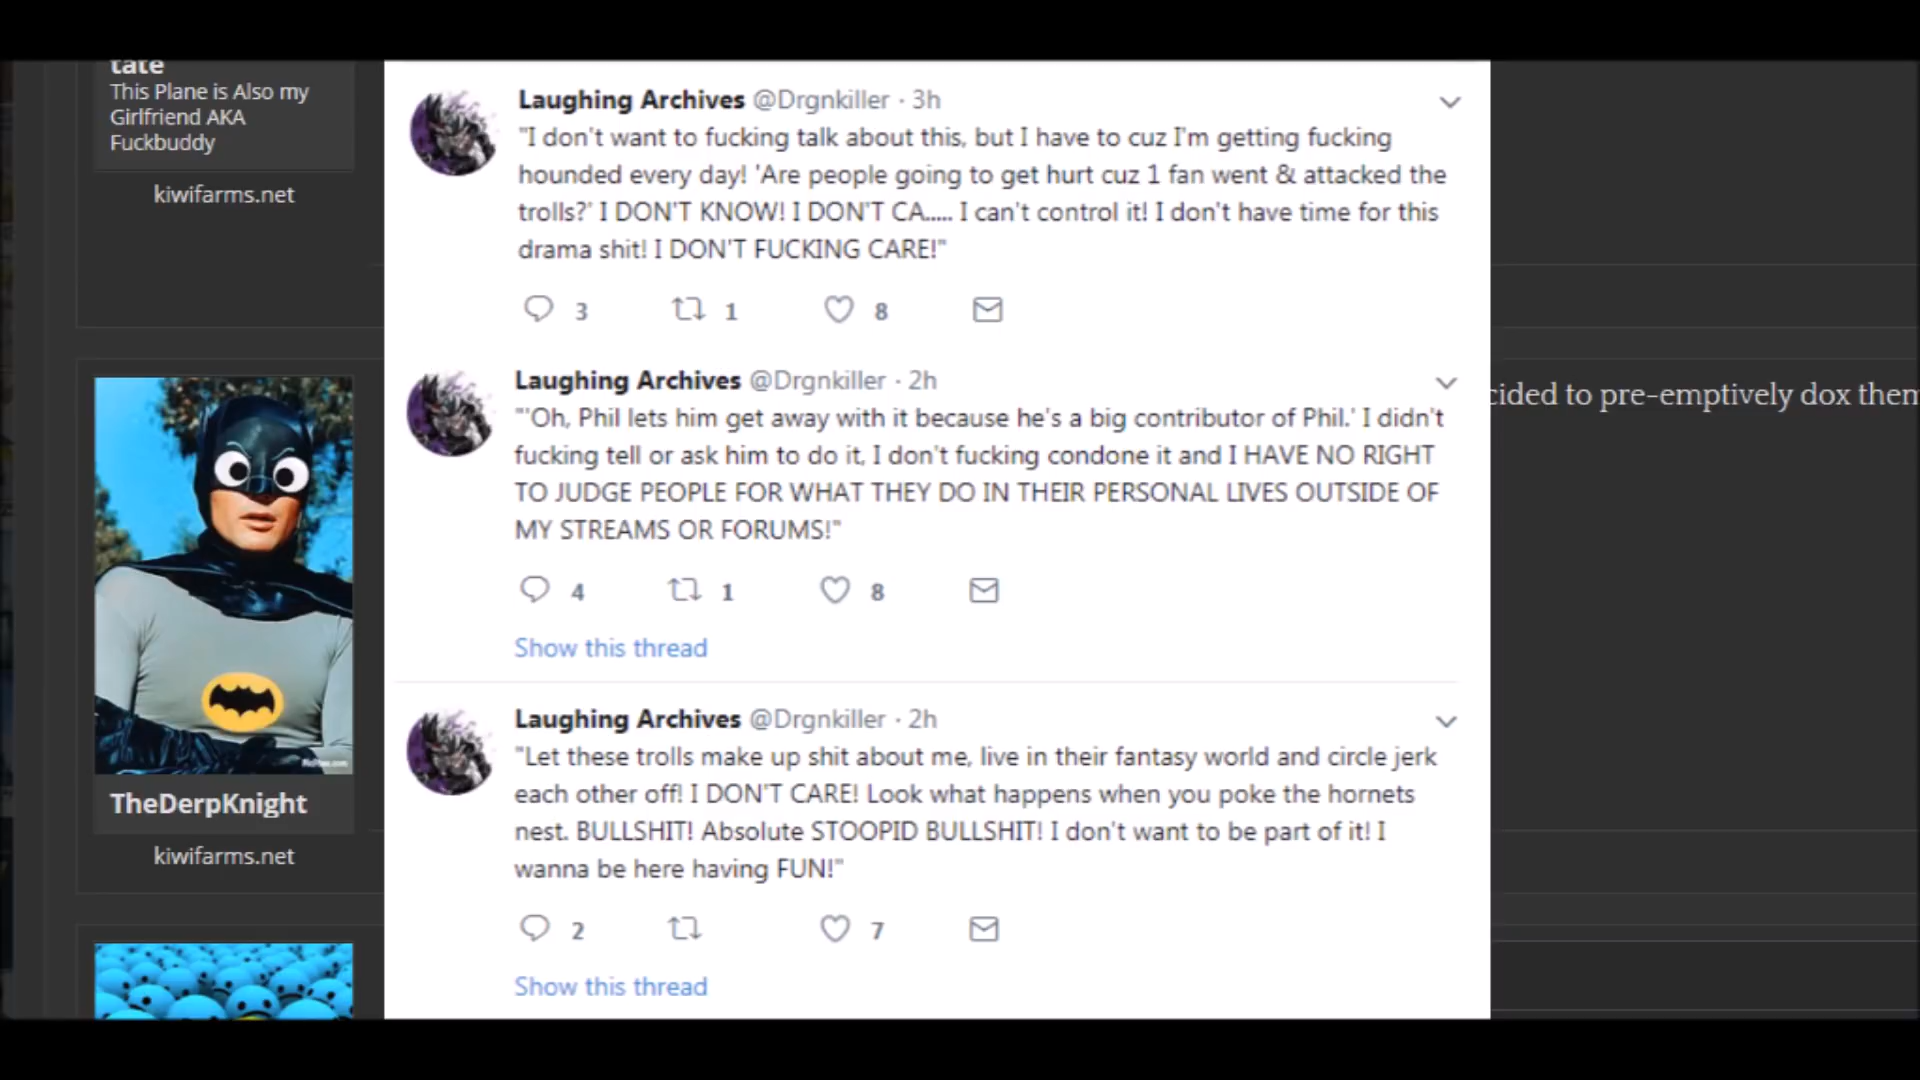 tate
This Plane is Also my
Girlfriend AKA
Fuckbuddy
kiwifarms.net
Laughing Archives @Drgnkiller · 3h
"I don't want to fucking talk about this, but I have to cuz I'm getting fucking
hounded every day! 'Are people going to get hurt cuz 1 fan went & attacked the
trolls?' I DON'T KNOW! I DON'T CA..... I can't control it! I don't have time for this
drama shit! I DON'T FUCKING CARE!"
3 1 8
Laughing Archives @Drgnkiller · 2h
"'Oh, Phil lets him get away with it because he's a big contributor of Phil.' I didn't
fucking tell or ask him to do it, I don't fucking condone it and I HAVE NO RIGHT
TO JUDGE PEOPLE FOR WHAT THEY DO IN THEIR PERSONAL LIVES OUTSIDE OF
MY STREAMS OR FORUMS!"
4 1 8
Show this thread
cided to pre-emptively dox them
TheDerpKnight
kiwifarms.net
Laughing Archives @Drgnkiller · 2h
"Let these trolls make up shit about me, live in their fantasy world and circle jerk
each other off! I DON'T CARE! Look what happens when you poke the hornets
nest. BULLSHIT! Absolute STOOPID BULLSHIT! I don't want to be part of it! I
wanna be here having FUN!"
2 7
Show this thread